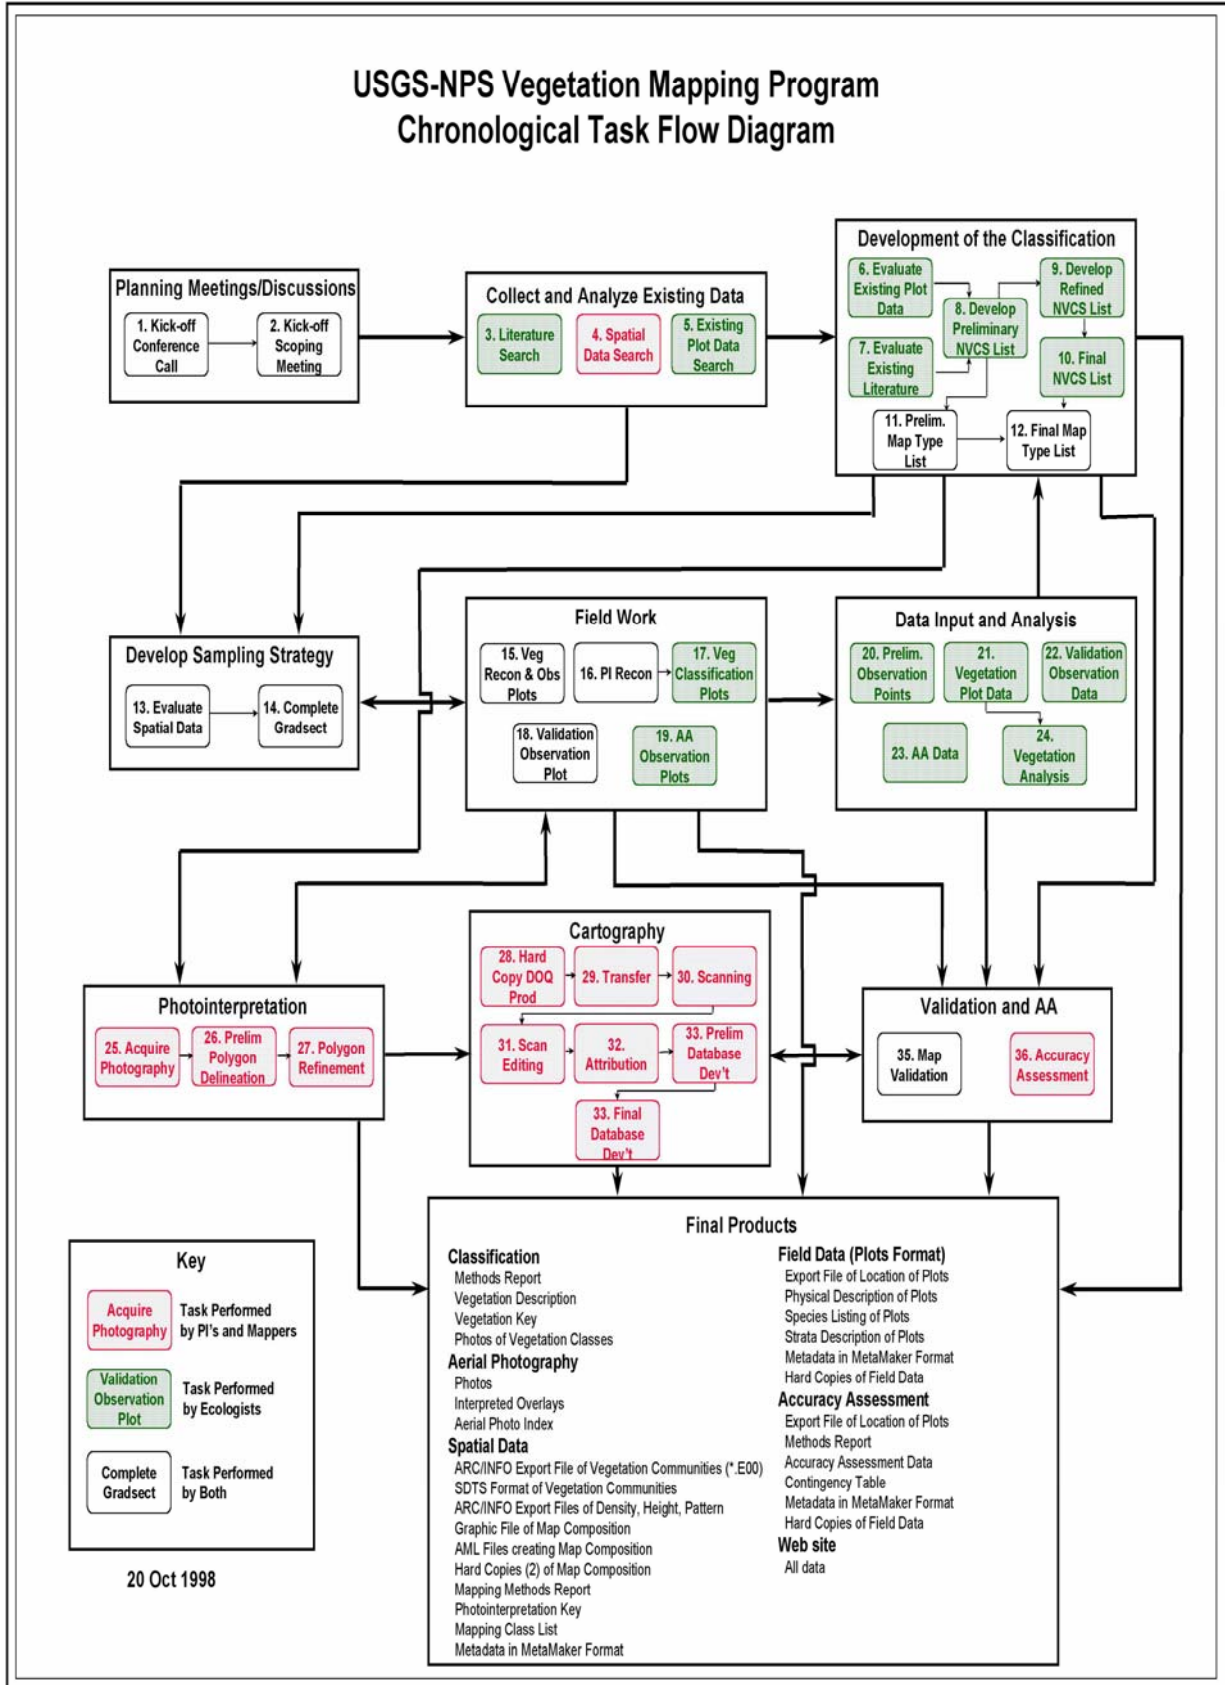 USGS-NPS Vegetation Mapping Program
Chronological Task Flow Diagram
Planning Meetings/Discussions
1. Kick-off
Conference
Call
2. Kick-off
Scoping
Meeting
Collect and Analyze Existing Data
3. Literature
Search
4. Spatial
Data Search
5. Existing
Plot Data
Search
Development of the Classification
6. Evaluate
Existing Plot
Data
7. Evaluate
Existing
Literature
8. Develop
Preliminary
NVCS List
9. Develop
Refined
NVCS List
10. Final
NVCS List
11. Prelim.
Map Type
List
12. Final Map
Type List
Develop Sampling Strategy
13. Evaluate
Spatial Data
14. Complete
Gradsect
Field Work
15. Veg
Recon & Obs
Plots
16. PI Recon
17. Veg
Classification
Plots
18. Validation
Observation
Plot
19. AA
Observation
Plots
Data Input and Analysis
20. Prelim.
Observation
Points
21.
Vegetation
Plot Data
22. Validation
Observation
Data
23. AA Data
24.
Vegetation
Analysis
Photointerpretation
25. Acquire
Photography
26. Prelim
Polygon
Delineation
27. Polygon
Refinement
Cartography
28. Hard
Copy DOQ
Prod
29. Transfer
30. Scanning
31. Scan
Editing
32.
Attribution
33. Prelim
Database
Dev't
33. Final
Database
Dev't
Validation and AA
35. Map
Validation
36. Accuracy
Assessment
Key
Acquire
Photography
Task Performed
by PI's and Mappers
Validation
Observation
Plot
Task Performed
by Ecologists
Complete
Gradsect
Task Performed
by Both
20 Oct 1998
Final Products
Classification
Methods Report
Vegetation Description
Vegetation Key
Photos of Vegetation Classes
Aerial Photography
Photos
Interpreted Overlays
Aerial Photo Index
Spatial Data
ARC/INFO Export File of Vegetation Communities (*.E00)
SDTS Format of Vegetation Communities
ARC/INFO Export Files of Density, Height, Pattern
Graphic File of Map Composition
AML Files creating Map Composition
Hard Copies (2) of Map Composition
Mapping Methods Report
Photointerpretation Key
Mapping Class List
Metadata in MetaMaker Format
Field Data (Plots Format)
Export File of Location of Plots
Physical Description of Plots
Species Listing of Plots
Strata Description of Plots
Metadata in MetaMaker Format
Hard Copies of Field Data
Accuracy Assessment
Export File of Location of Plots
Methods Report
Accuracy Assessment Data
Contingency Table
Metadata in MetaMaker Format
Hard Copies of Field Data
Web site
All data